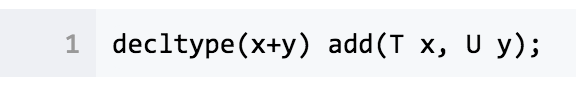 1 decltype(x+y) add(T x, U y);